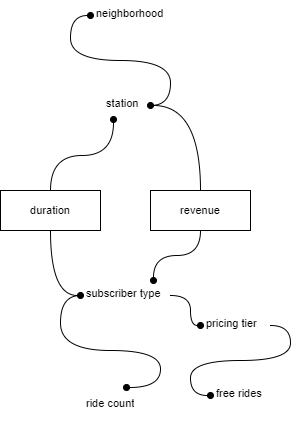 neighborhood
station
duration
revenue
subscriber type
pricing tier
free rides
ride count